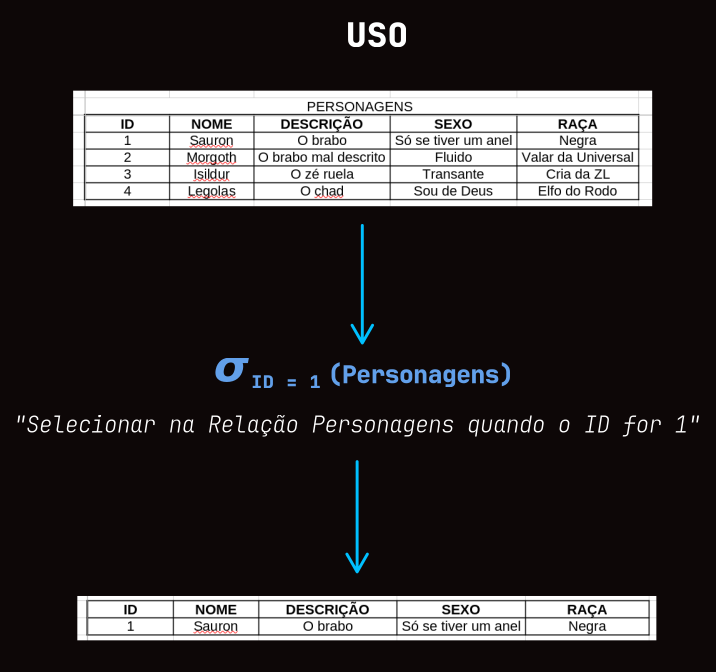 USO
PERSONAGENS
ID NOME DESCRIÇÃO SEXO RAÇA
1 Sauron O brabo Só se tiver um anel Negra
2 Morgoth O brabo mal descrito Fluido Valar da Universal
3 Isildur O zé ruela Transante Cria da ZL
4 Legolas O chad Sou de Deus Elfo do Rodo
σ ID = 1 (Personagens)
"Selecionar na Relação Personagens quando o ID for 1"
ID NOME DESCRIÇÃO SEXO RAÇA
1 Sauron O brabo Só se tiver um anel Negra